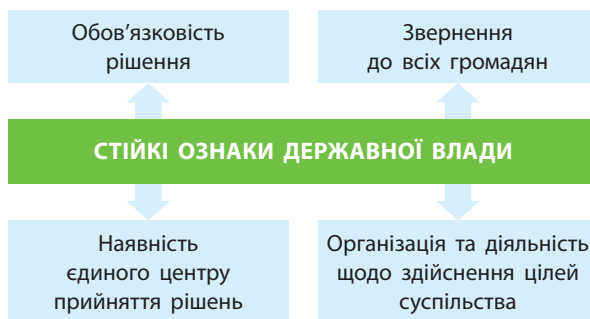 Обов’язковість
рішення
Звернення
до всіх громадян
СТІЙКІ ОЗНАКИ ДЕРЖАВНОЇ ВЛАДИ
Наявність
єдиного центру
прийняття рішень
Організація та діяльність
щодо здійснення цілей
суспільства